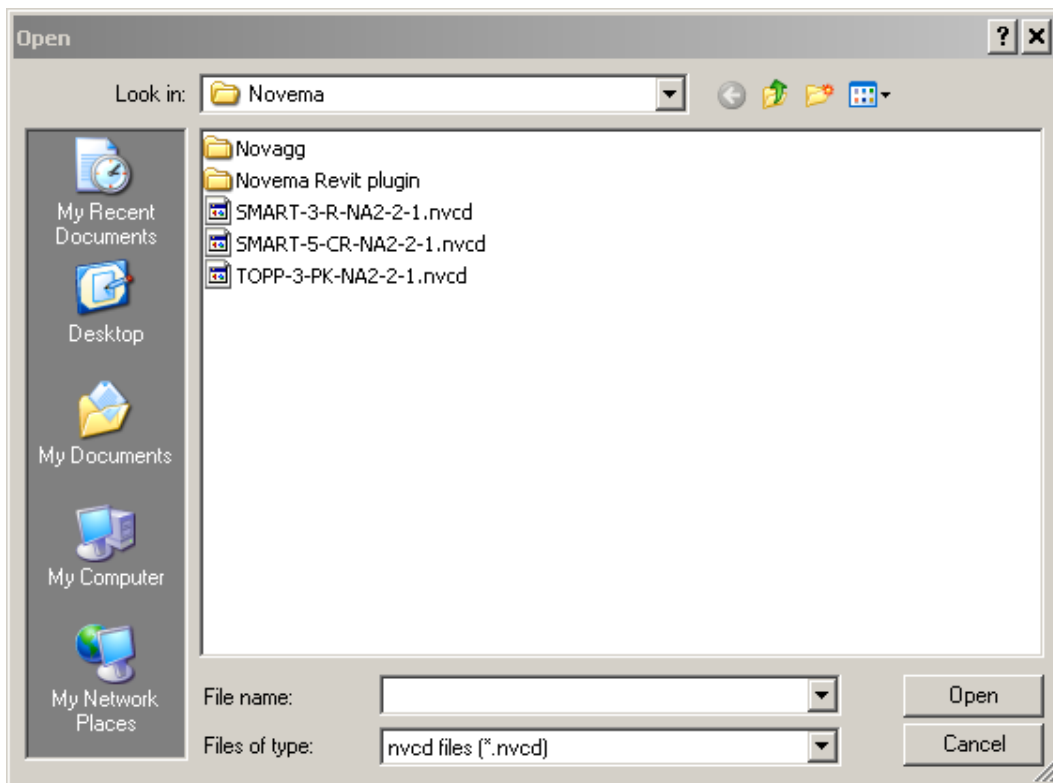 Open
Look in:
Novema
My Recent
Documents
Desktop
My Documents
My Computer
My Network
Places
Novagg
Novema Revit plugin
SMART-3-R-NA2-2-1.nvcd
SMART-5-CR-NA2-2-1.nvcd
TOPP-3-PK-NA2-2-1.nvcd
File name:
Open
Files of type:
nvcd files (*.nvcd)
Cancel